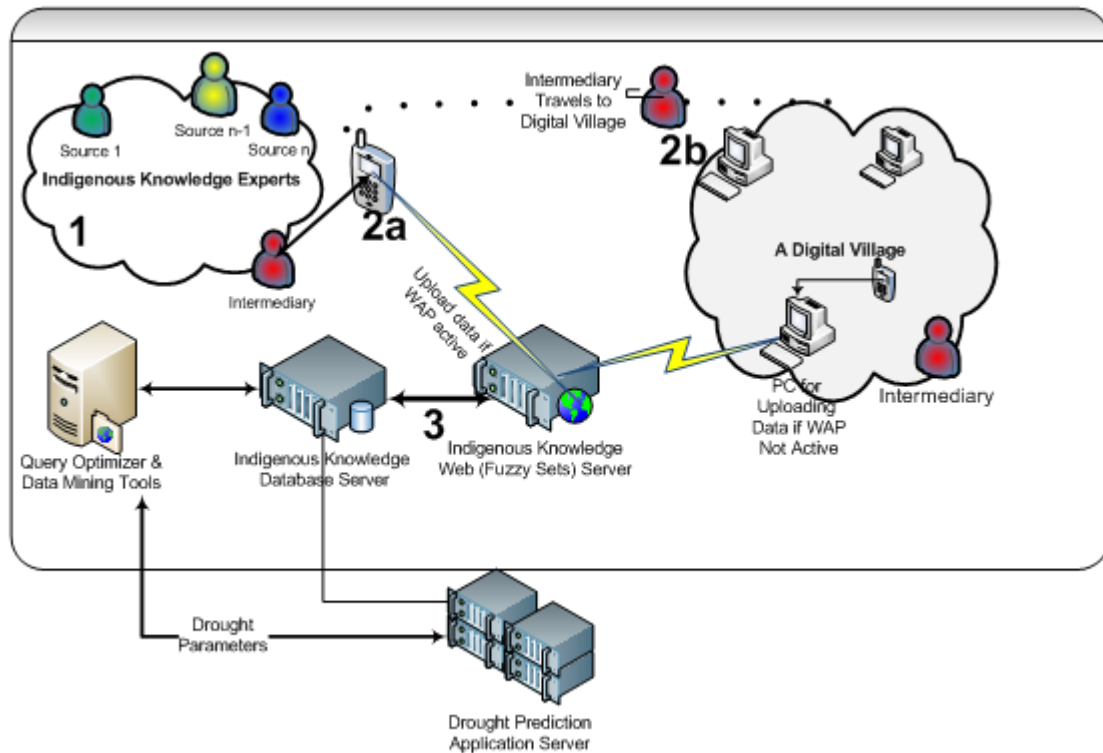 Source 1
Source n-1
Source n
Indigenous Knowledge Experts
1
Intermediary
2a
Intermediary
Travels to
Digital Village
2b
A Digital Village
Upload data if
WAP active
PC for
Uploading
Data if WAP
Not Active
Intermediary
Query Optimizer &
Data Mining Tools
Indigenous Knowledge
Database Server
3
Indigenous Knowledge
Web (Fuzzy Sets) Server
Drought
Parameters
Drought Prediction
Application Server